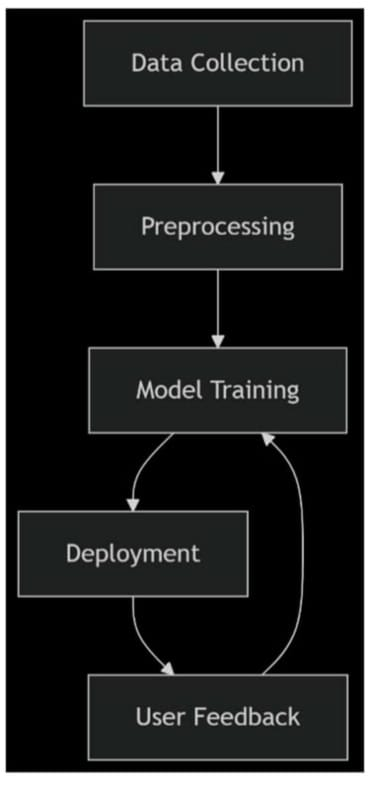 Data Collection
Preprocessing
Model Training
Deployment
User Feedback